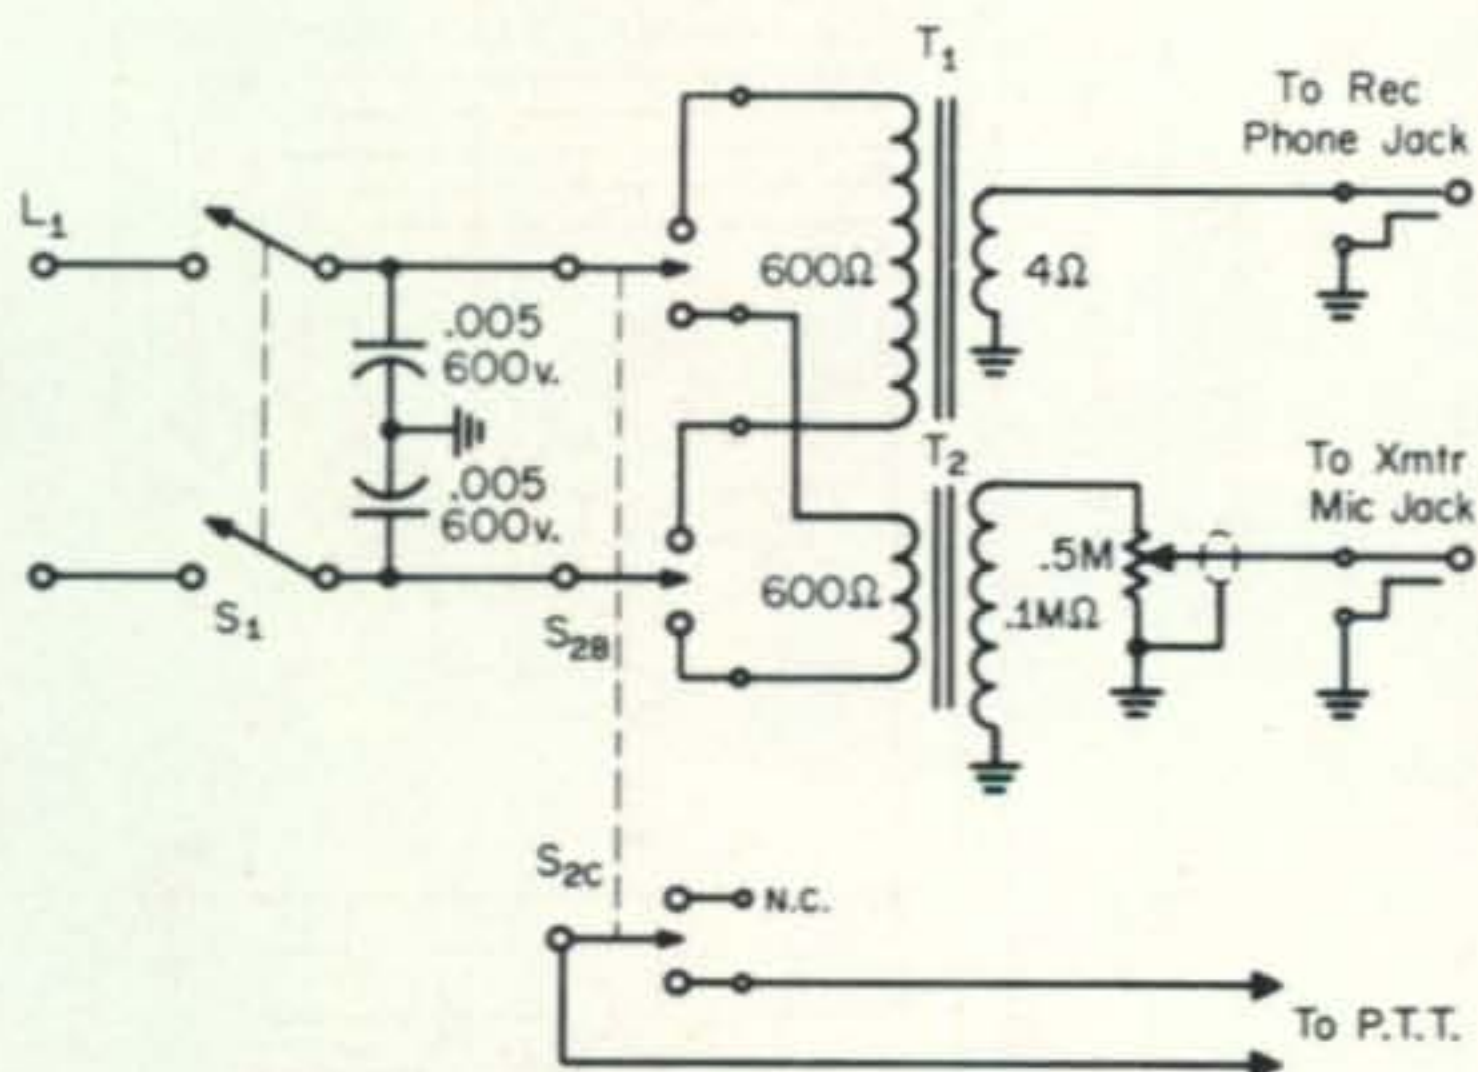 T1
To Rec
Phone Jack
L1
600Ω
4Ω
.005
600v.
.005
600v.
T2
To Xmtr
Mic Jack
600Ω
.5M
.1MΩ
S1
S2B
S2C
N.C.
To P.T.T.